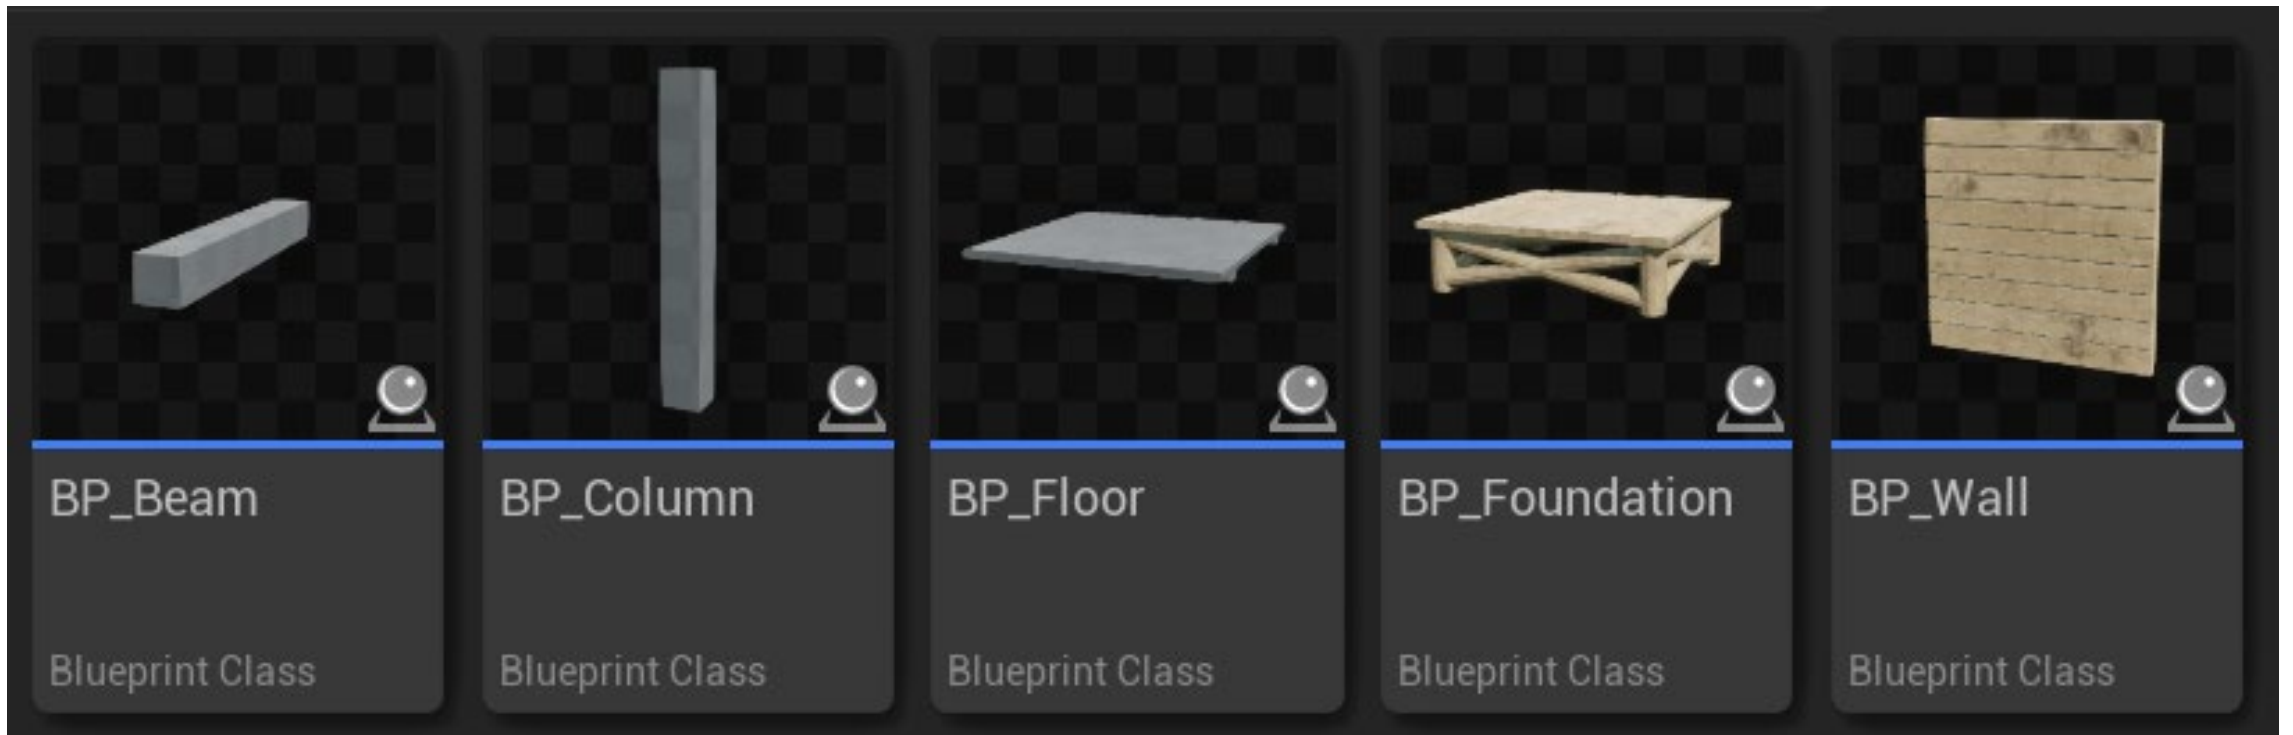 BP_Beam
Blueprint Class
BP_Column
Blueprint Class
BP_Floor
Blueprint Class
BP_Foundation
Blueprint Class
BP_Wall
Blueprint Class